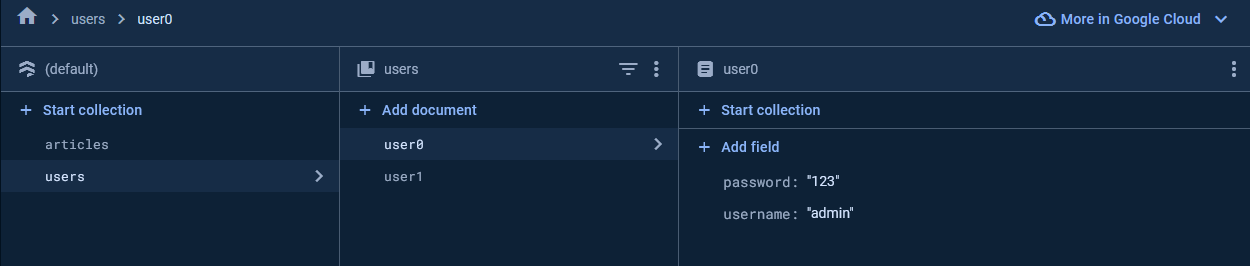 users user0
More in Google Cloud
(default)
users
user0
Start collection
Add document
Start collection
articles
user0
Add field
users
user1
password: "123"
username: "admin"